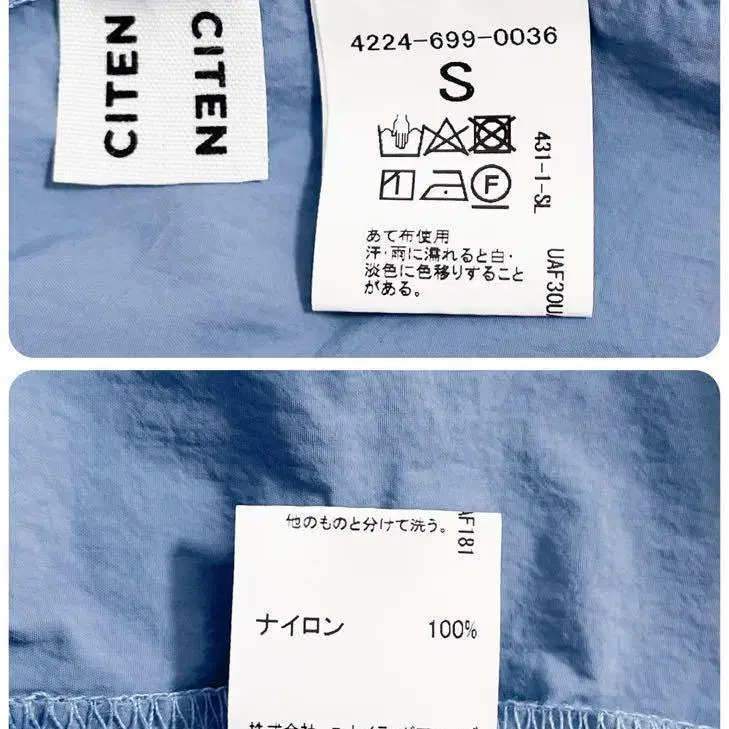 CITEN
CITEN
4224-699-0036
S
431-1-SL
F
あて布使用
汗・雨に濡れると白・
淡色に色移りすること
がある。
UAF30U
他のものと分けて洗う。
AF181
ナイロン 100%